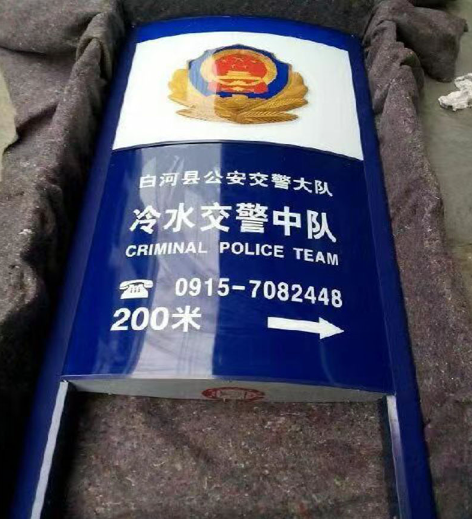 白河县公安交警大队
冷水交警中队
CRIMINAL POLICE TEAM
☎ 0915-7082448
200米 →